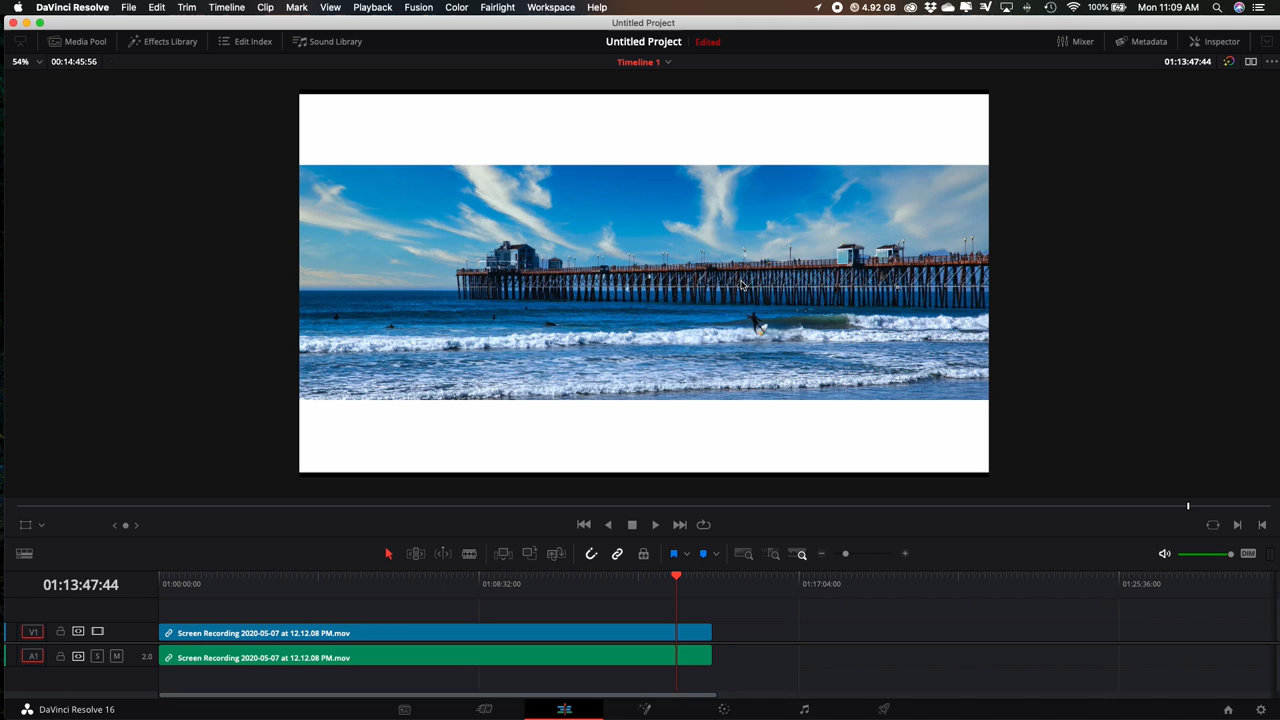 DaVinci Resolve File Edit Trim Timeline Clip Mark View Playback Fusion Color Fairlight Workspace Help 4.92 GB 100% Mon 11:09 AM
Untitled Project
Media Pool Effects Library Edit Index Sound Library Untitled Project Edited Mixer Metadata Inspector
54% 00:14:45:56 Timeline 1 01:13:47:44
DIM
01:13:47:44 01:00:00:00 01:08:32:00 01:17:04:00 01:25:36:00
V1 Screen Recording 2020-05-07 at 12.12.08 PM.mov
A1 S M 2.0 Screen Recording 2020-05-07 at 12.12.08 PM.mov
DaVinci Resolve 16